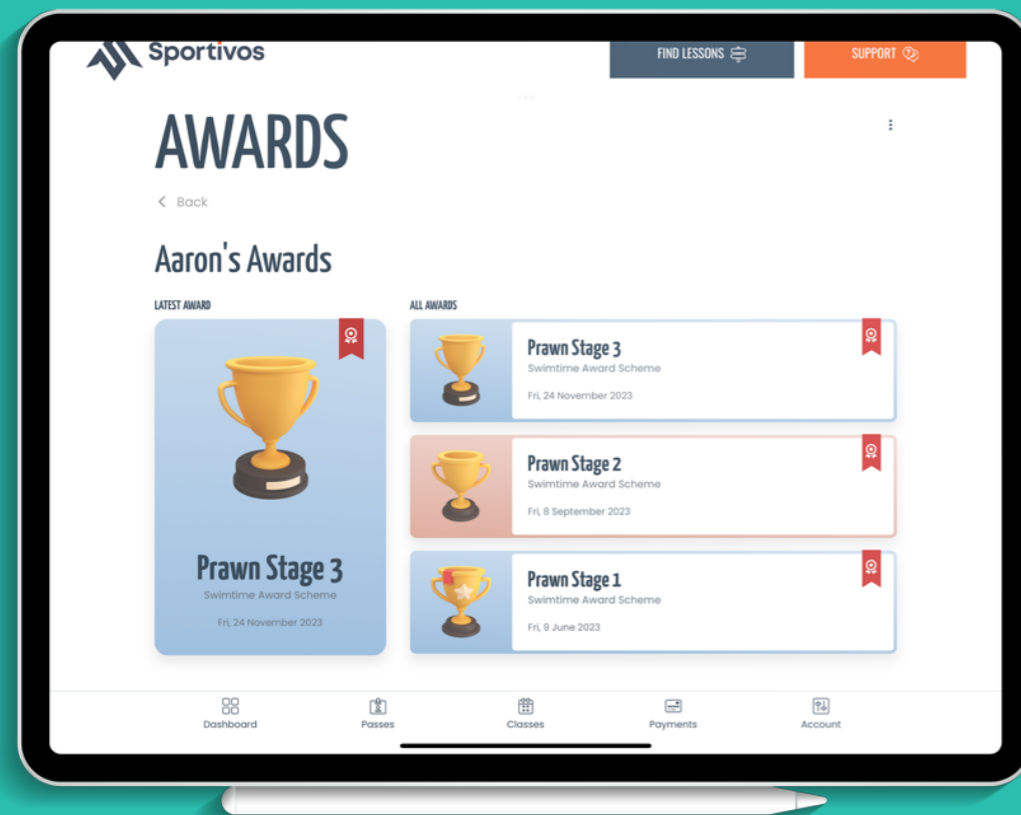 Sportivos
FIND LESSONS
SUPPORT
AWARDS
Back
Aaron's Awards
LATEST AWARD
Prawn Stage 3
Swimtime Award Scheme
Fri, 24 November 2023
ALL AWARDS
Prawn Stage 3
Swimtime Award Scheme
Fri, 24 November 2023
Prawn Stage 2
Swimtime Award Scheme
Fri, 8 September 2023
Prawn Stage 1
Swimtime Award Scheme
Fri, 9 June 2023
Dashboard
Passes
Classes
Payments
Account